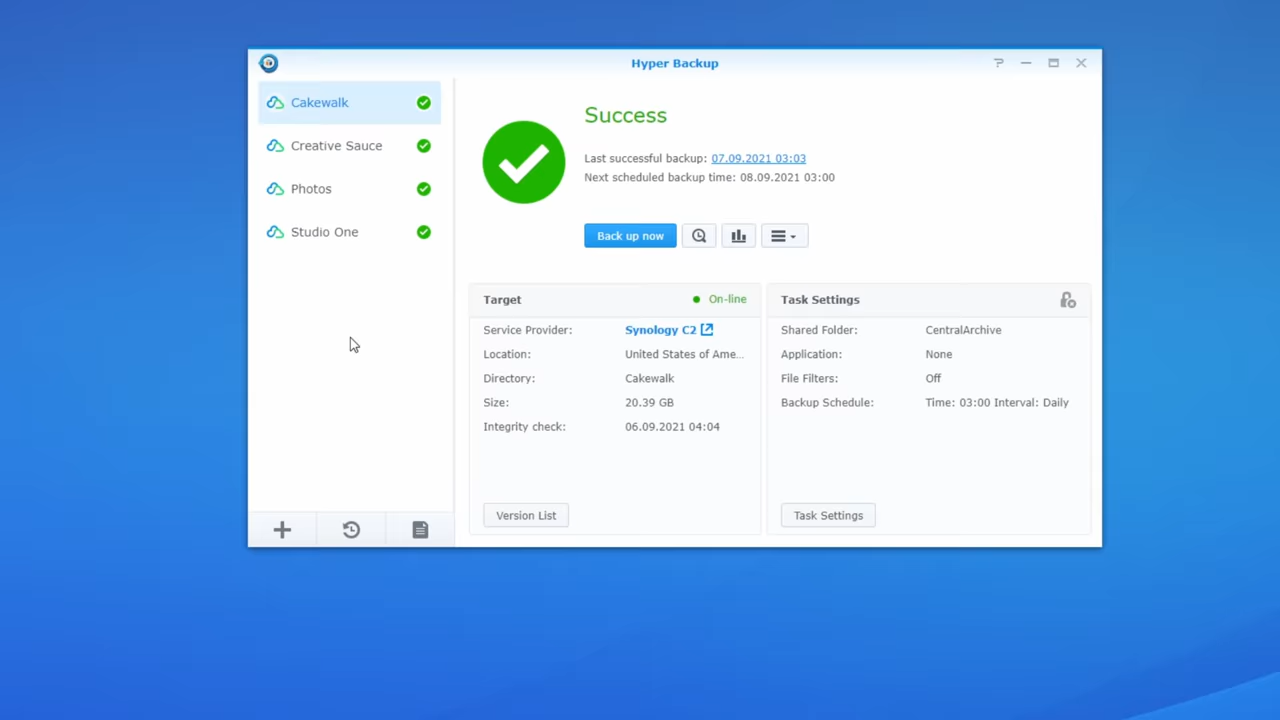 Hyper Backup
?
Cakewalk
Creative Sauce
Photos
Studio One
Success
Last successful backup: 07.09.2021 03:03
Next scheduled backup time: 08.09.2021 03:00
Back up now
Target
On-line
Service Provider: Synology C2
Location: United States of Ame...
Directory: Cakewalk
Size: 20.39 GB
Integrity check: 06.09.2021 04:04
Version List
Task Settings
Shared Folder: CentralArchive
Application: None
File Filters: Off
Backup Schedule: Time: 03:00 Interval: Daily
Task Settings